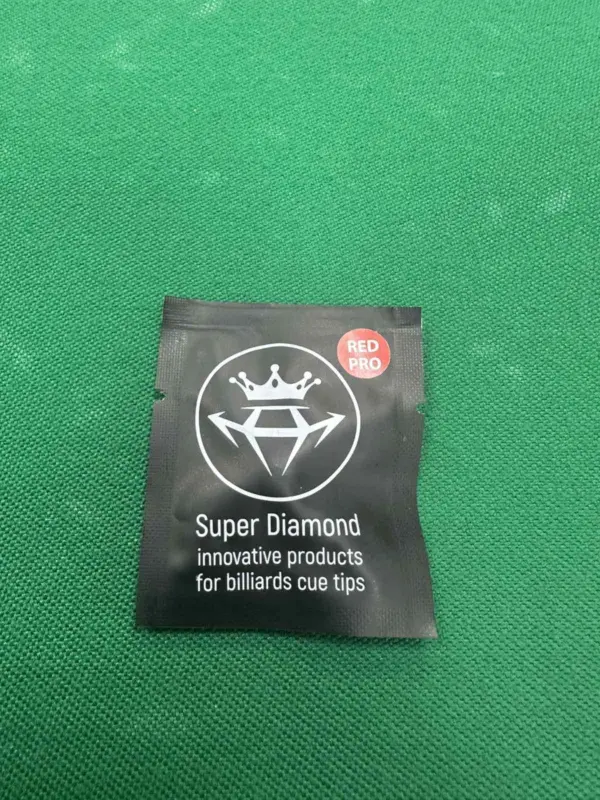 RED
PRO
Super Diamond
innovative products
for billiards cue tips